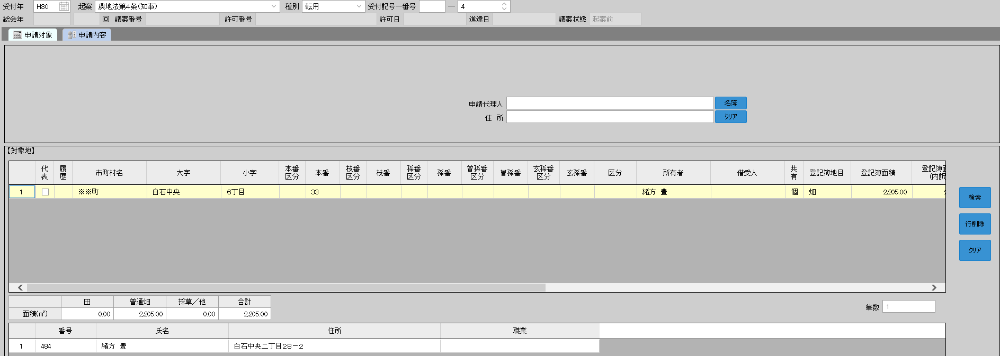 受付年 H30 起案 農地法第4条(知事) 種別 転用 受付記号ー番号 ー 4
総会年 回 議案番号 許可番号 許可日 進達日 議案状態 起案前
申請対象 申請内容
申請代理人 名簿
住 所 クリア
【対象地】
代表 履歴 市町村名 大字 小字 本番区分 本番 枝番区分 枝番 孫番区分 孫番 曽孫番区分 曽孫番 玄孫番区分 玄孫番 区分 所有者 借受人 共有 登記簿地目 登記簿面積 登記簿面 (内訳
1 ※※町 白石中央 6丁目 33 緒方 豊 個 畑 2,205.00
検索
行削除
クリア
田 普通畑 採草/他 合計
面積(㎡) 0.00 2,205.00 0.00 2,205.00
筆数 1
番号 氏名 住所 職業
1 484 緒方 豊 白石中央二丁目28-2